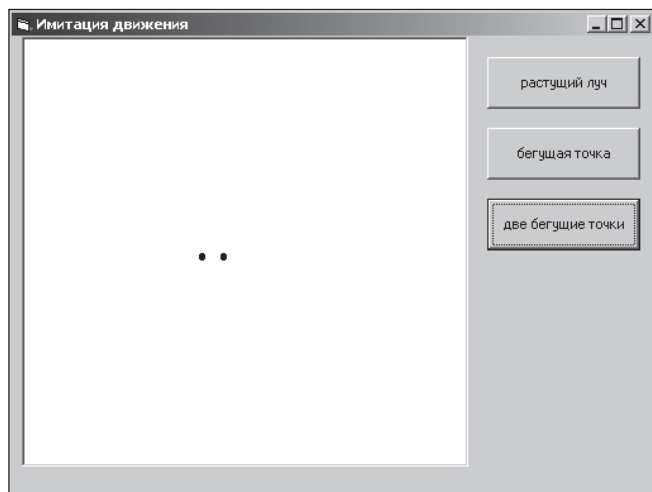 Имитация движения
растущий луч
бегущая точка
две бегущие точки